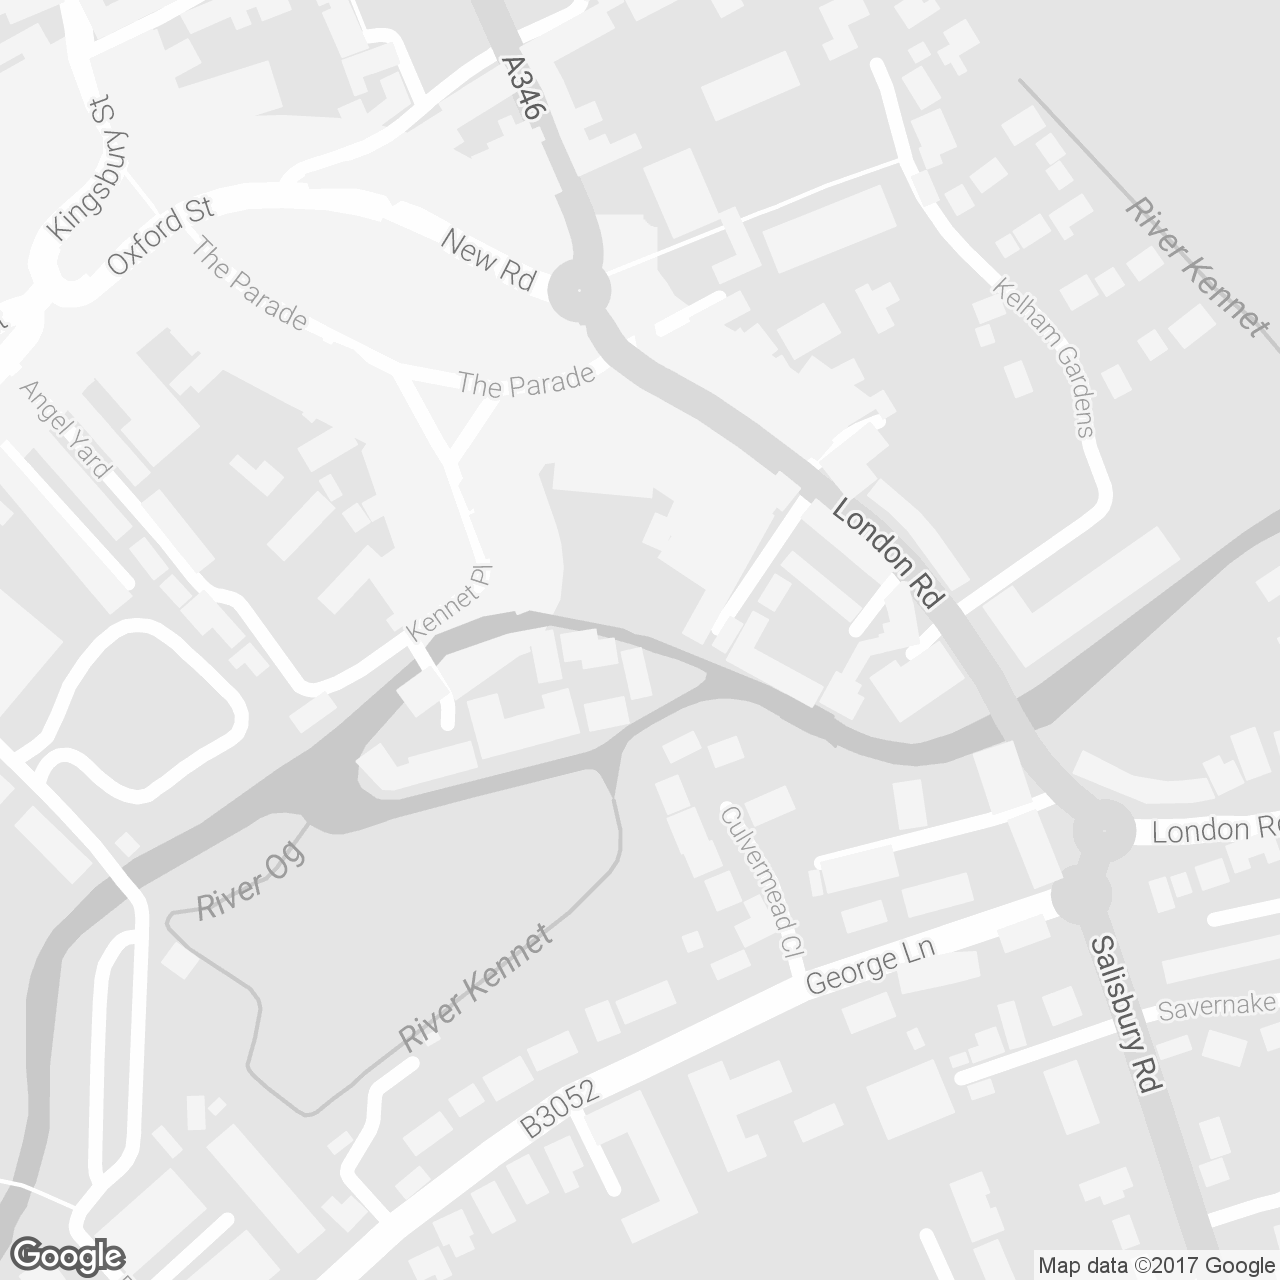 A346
Kingsbury St
Oxford St
New Rd
The Parade
The Parade
River Kennet
Kelham Gardens
Angel Yard
London Rd
Kennet Pl
Culvermead Cl
London Rd
River Og
River Kennet
George Ln
Salisbury Rd
Savernake
B3052
Google
Map data ©2017 Google